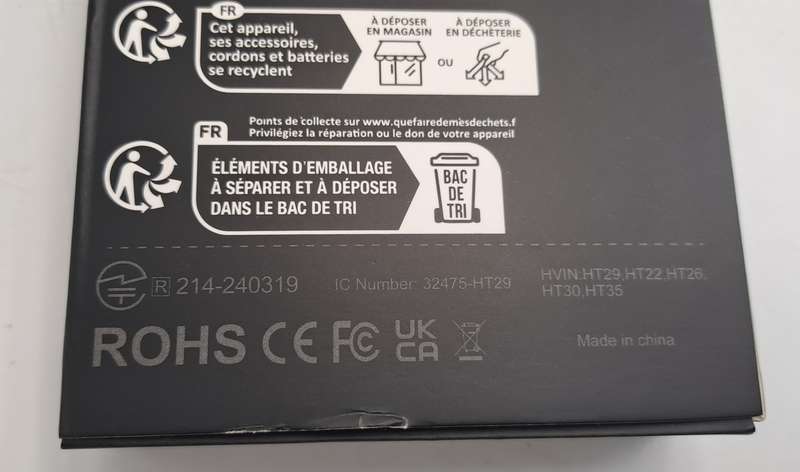 FR
Cet appareil,
ses accessoires,
cordons et batteries
se recyclent
À DÉPOSER
EN MAGASIN
OU
À DÉPOSER
EN DÉCHÈTERIE
Points de collecte sur www.quefairedemesdechets.f
Privilégiez la réparation ou le don de votre appareil
FR
ÉLÉMENTS D'EMBALLAGE
À SÉPARER ET À DÉPOSER
DANS LE BAC DE TRI
BAC
DE
TRI
R 214-240319
IC Number: 32475-HT29
HVIN:HT29,HT22,HT26,
HT30,HT35
ROHS CE FC UK
CA
Made in china